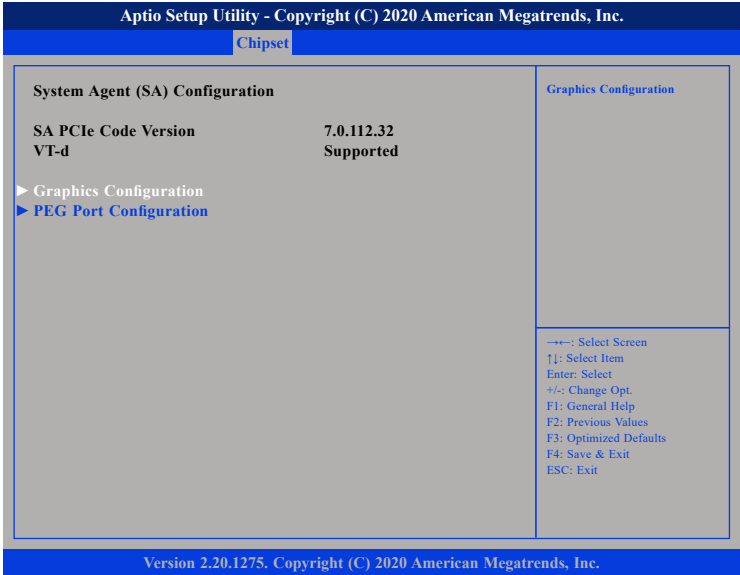 Aptio Setup Utility - Copyright (C) 2020 American Megatrends, Inc.
Chipset
System Agent (SA) Configuration
SA PCIe Code Version 7.0.112.32
VT-d Supported
► Graphics Configuration
► PEG Port Configuration
Graphics Configuration
→←: Select Screen
↑↓: Select Item
Enter: Select
+/-: Change Opt.
F1: General Help
F2: Previous Values
F3: Optimized Defaults
F4: Save & Exit
ESC: Exit
Version 2.20.1275. Copyright (C) 2020 American Megatrends, Inc.